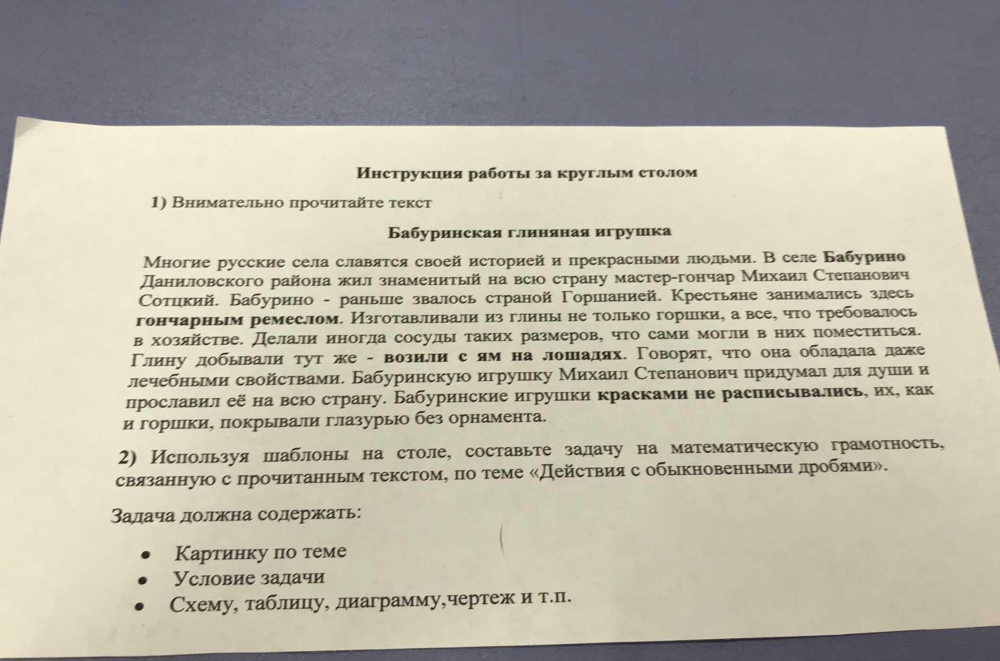 Инструкция работы за круглым столом
1) Внимательно прочитайте текст
Бабуринская глиняная игрушка
Многие русские села славятся своей историей и прекрасными людьми. В селе Бабурино
Даниловского района жил знаменитый на всю страну мастер-гончар Михаил Степанович
Сотцкий. Бабурино - раньше звалось страной Горшанией. Крестьяне занимались здесь
гончарным ремеслом. Изготавливали из глины не только горшки, а все, что требовалось
в хозяйстве. Делали иногда сосуды таких размеров, что сами могли в них поместиться.
Глину добывали тут же - возили с ям на лошадях. Говорят, что она обладала даже
лечебными свойствами. Бабуринскую игрушку Михаил Степанович придумал для души и
прославил её на всю страну. Бабуринские игрушки красками не расписывались, их, как
и горшки, покрывали глазурью без орнамента.
2) Используя шаблоны на столе, составьте задачу на математическую грамотность,
связанную с прочитанным текстом, по теме «Действия с обыкновенными дробями».
Задача должна содержать:
• Картинку по теме
• Условие задачи
• Схему, таблицу, диаграмму,чертеж и т.п.